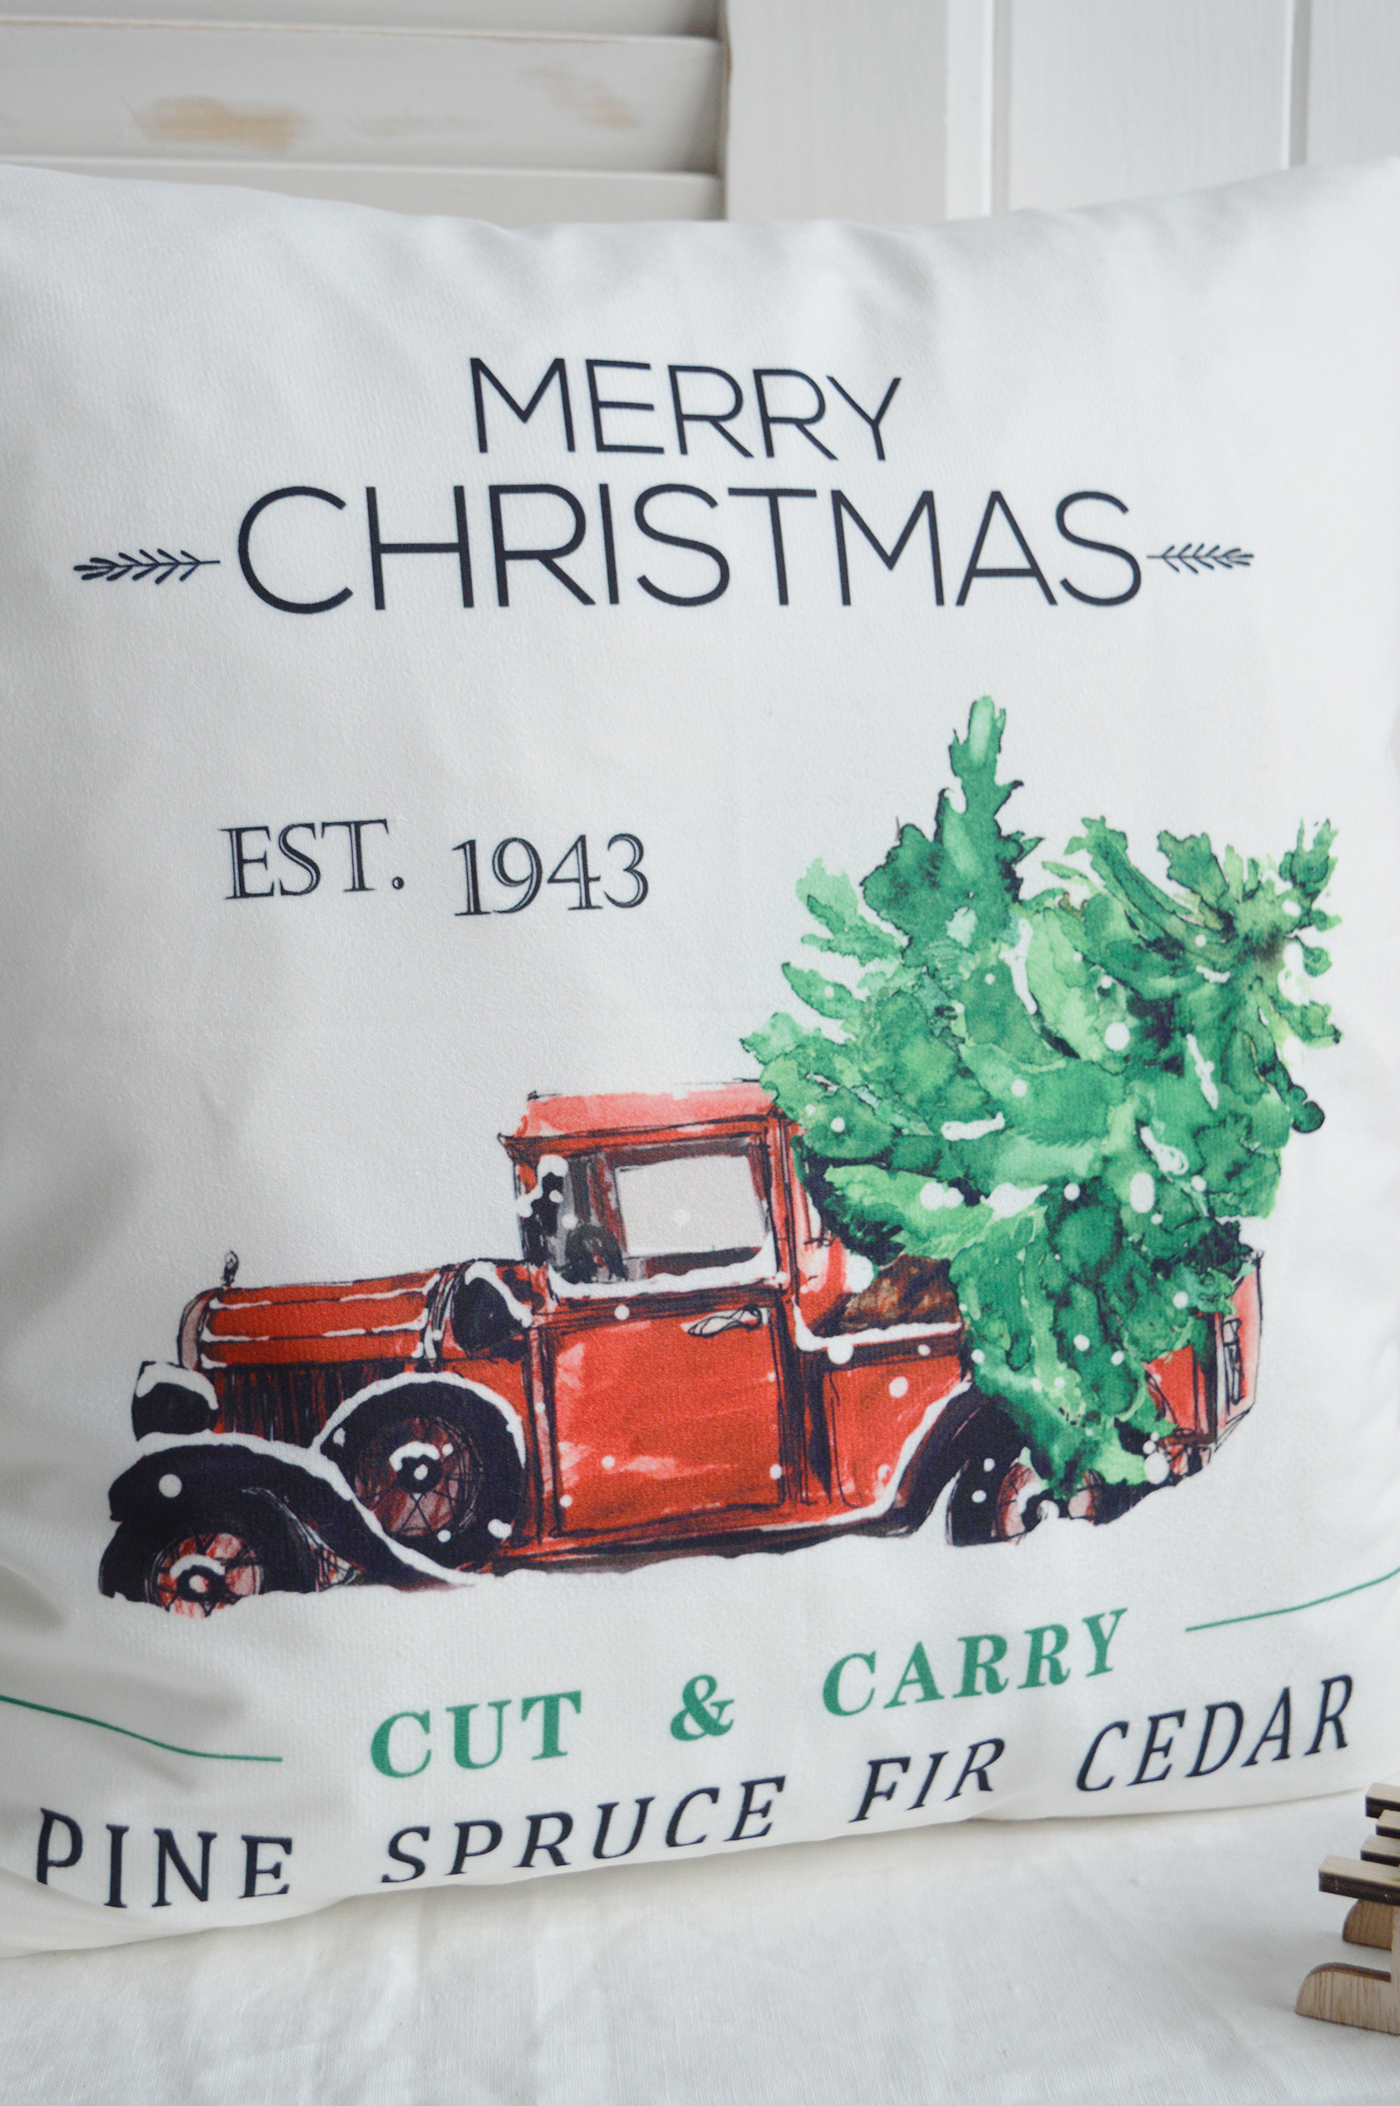 MERRY
CHRISTMAS
EST. 1943
CUT & CARRY
PINE SPRUCE FIR CEDAR